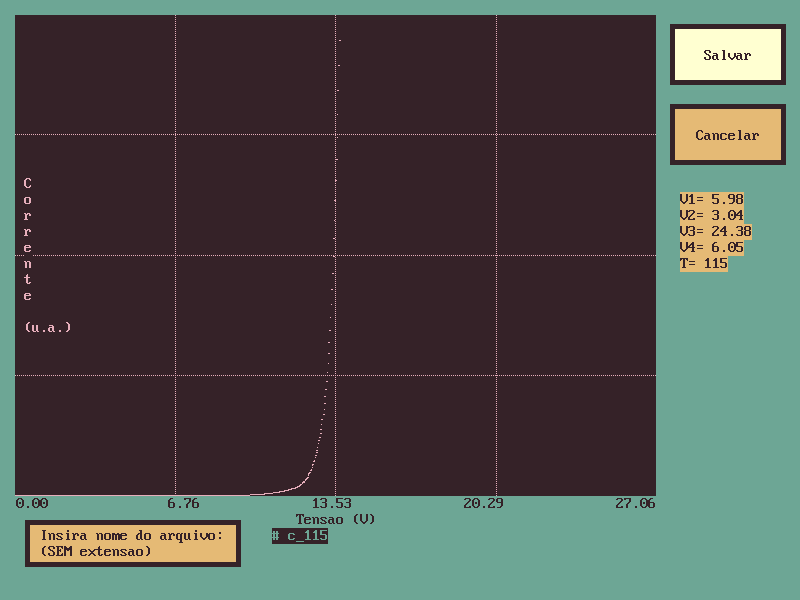 Salvar
Cancelar
V1= 5.98
V2= 3.04
V3= 24.38
V4= 6.05
T= 115
Corrente
(u.a.)
0.00 6.76 13.53 20.29 27.06
Tensao (V)
Insira nome do arquivo:
(SEM extensao)
# c_115